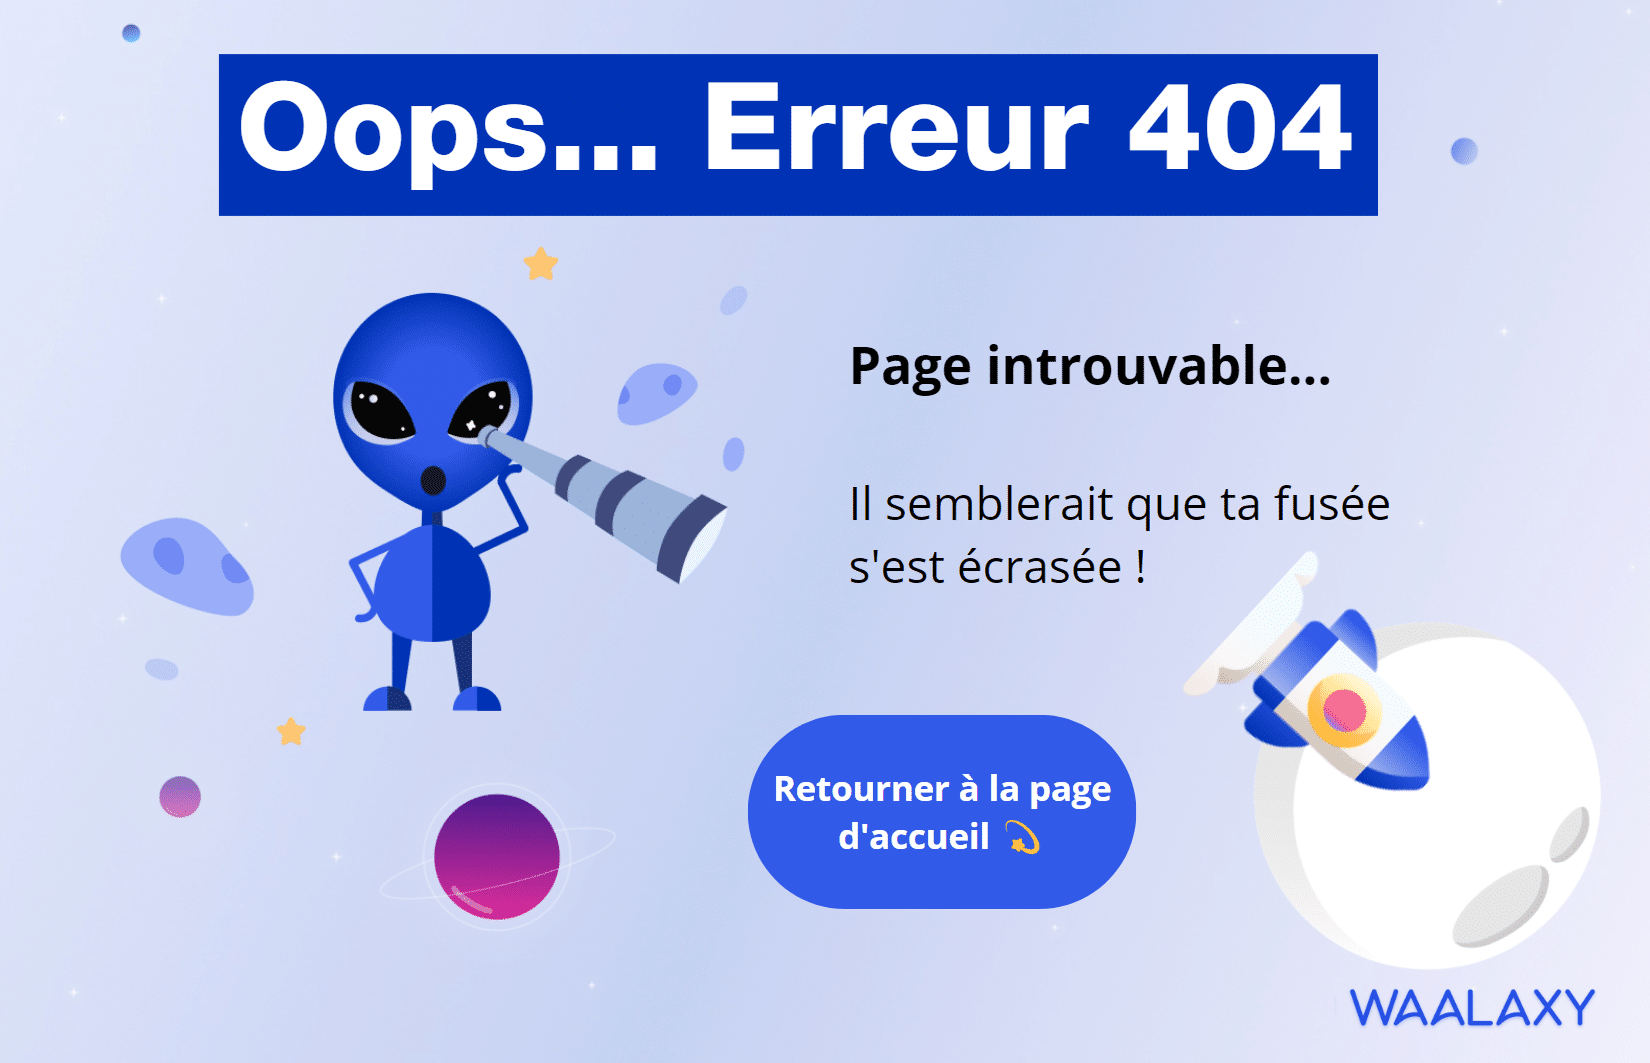 Oops... Erreur 404
Page introuvable...
Il semblerait que ta fusée
s'est écrasée !
Retourner à la page
d'accueil 💫
WAALAXY